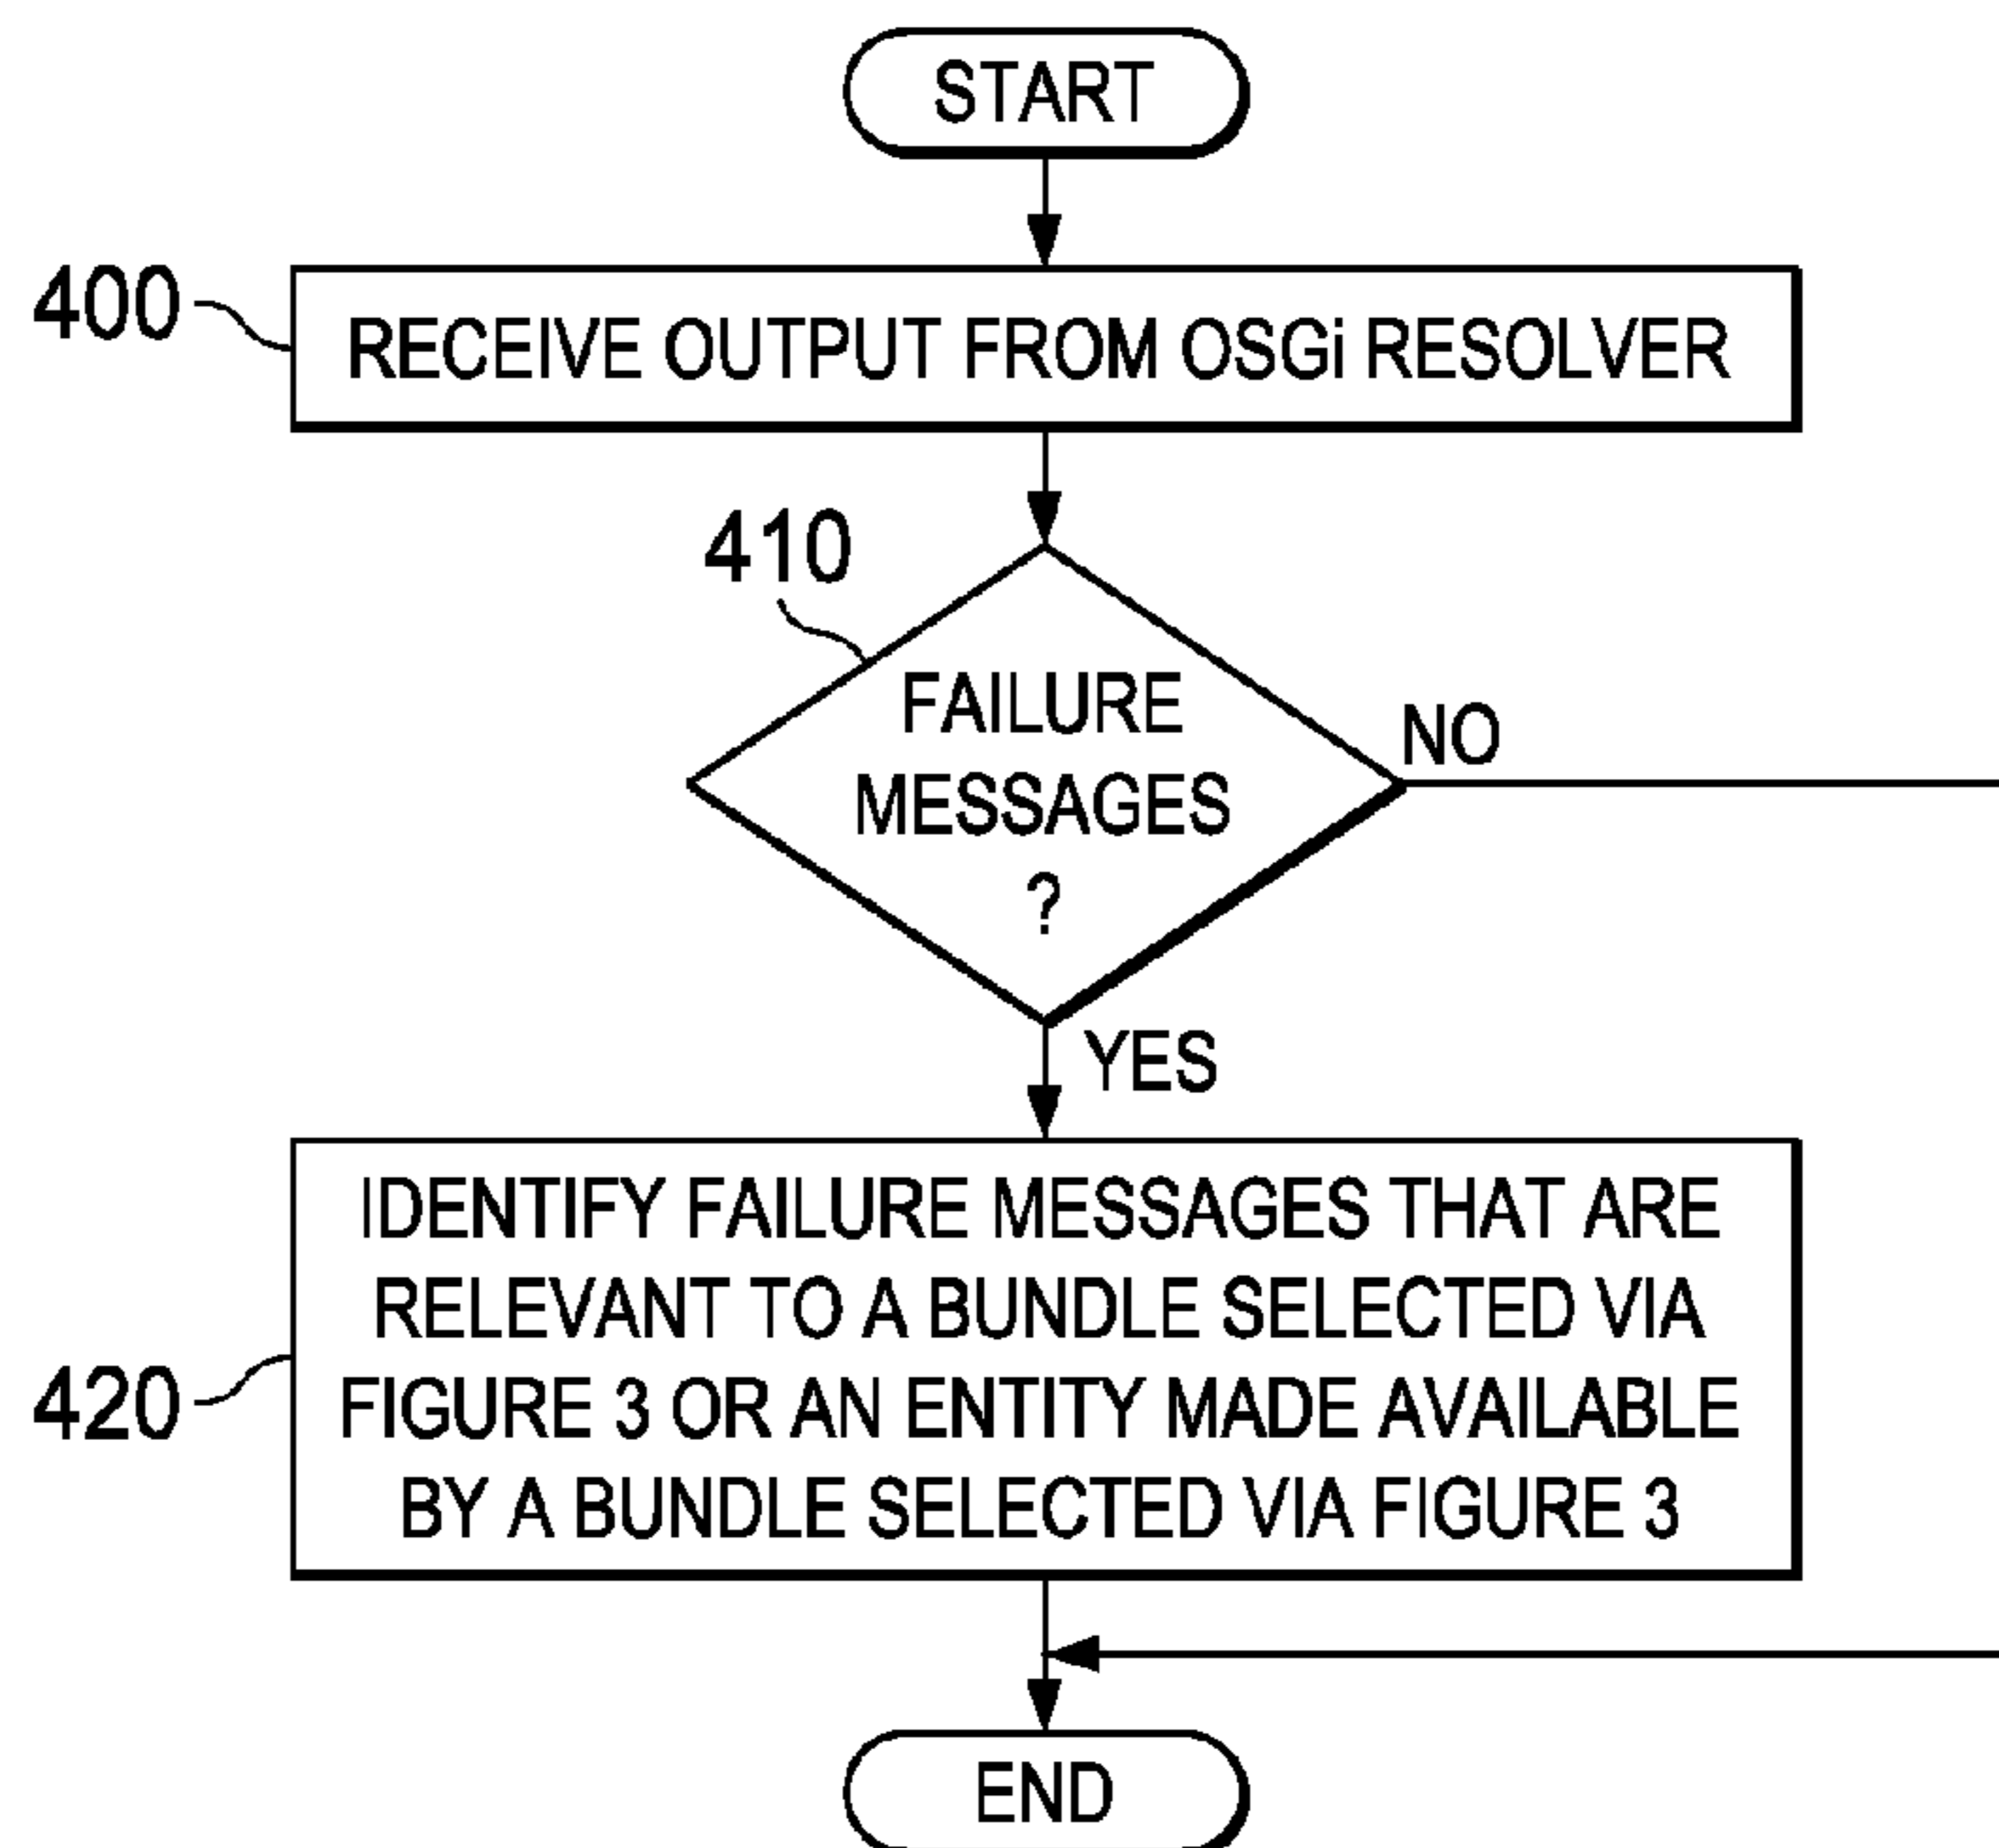 START
400
RECEIVE OUTPUT FROM OSGi RESOLVER
410
FAILURE
MESSAGES
?
NO
YES
420
IDENTIFY FAILURE MESSAGES THAT ARE
RELEVANT TO A BUNDLE SELECTED VIA
FIGURE 3 OR AN ENTITY MADE AVAILABLE
BY A BUNDLE SELECTED VIA FIGURE 3
END